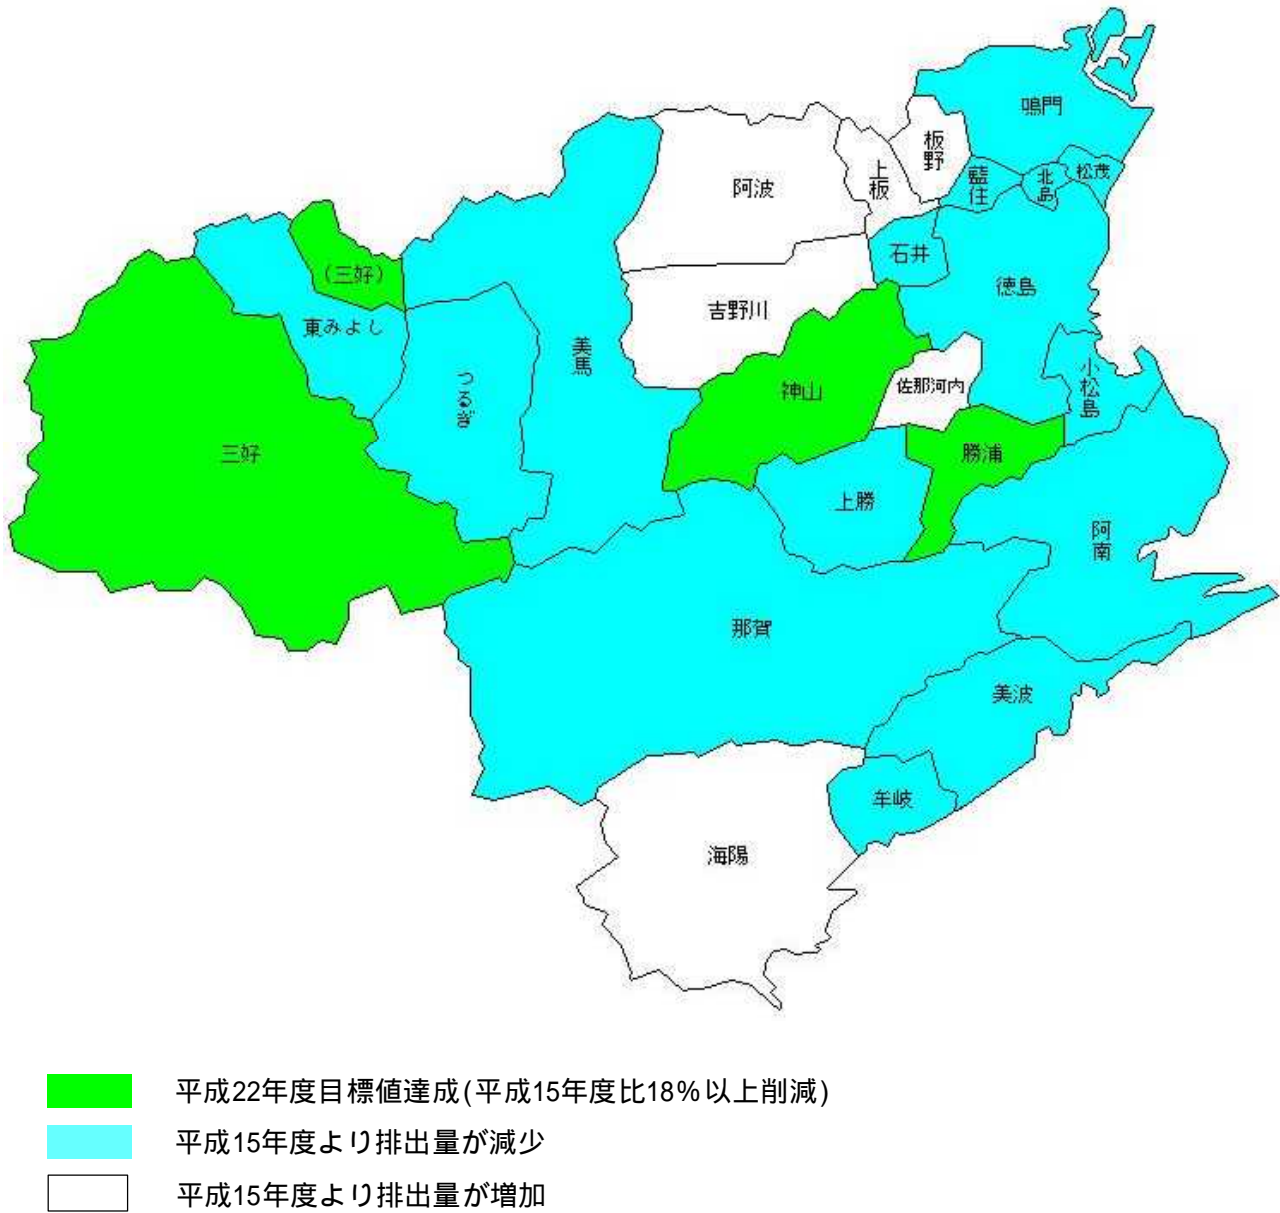 鳴門
板野
上板
阿波
藍住
北島
松茂
石井
(三好)
徳島
吉野川
東みよし
美馬
つるぎ
神山
佐那河内
小松島
三好
勝浦
上勝
阿南
那賀
美波
牟岐
海陽
平成22年度目標値達成(平成15年度比18%以上削減)
平成15年度より排出量が減少
平成15年度より排出量が増加